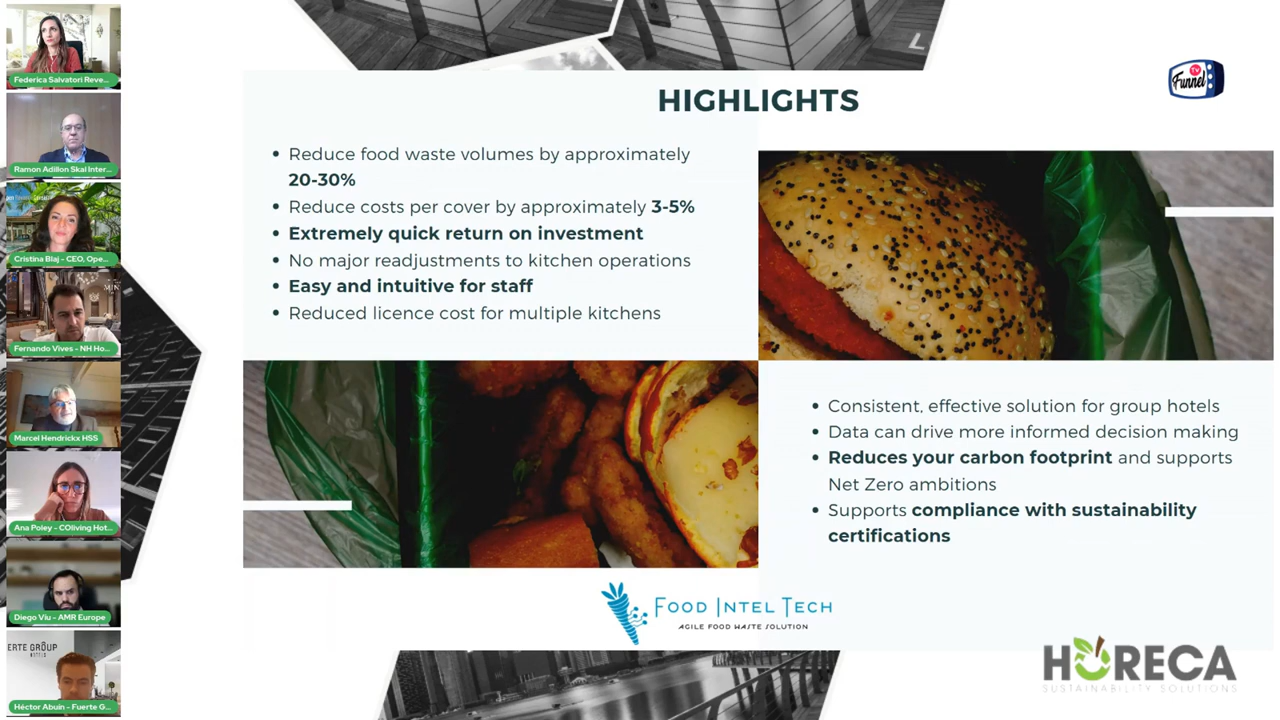 Federica Salvatori Reve...
Ramon Adillon Skal Inter...
Cristina Blaj - CEO, Ope...
Fernando Vives - NH Ho...
Marcel Hendrickx HSS
Ana Poley - COliving Hot...
Diego Viu - AMR Europe
ERTE GROUP
HOTELS
Héctor Abuín - Fuerte G...
L
TV
Funnel
HIGHLIGHTS
• Reduce food waste volumes by approximately
20-30%
• Reduce costs per cover by approximately 3-5%
• Extremely quick return on investment
• No major readjustments to kitchen operations
• Easy and intuitive for staff
• Reduced licence cost for multiple kitchens
• Consistent, effective solution for group hotels
• Data can drive more informed decision making
• Reduces your carbon footprint and supports
Net Zero ambitions
• Supports compliance with sustainability
certifications
FOOD INTEL TECH
AGILE FOOD WASTE SOLUTION
HORECA
SUSTAINABILITY SOLUTIONS